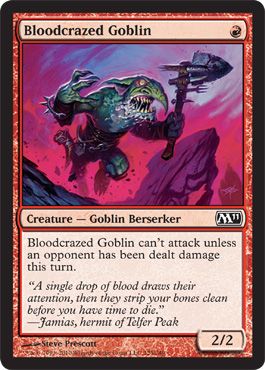 Bloodcrazed Goblin
Creature — Goblin Berserker
M11
Bloodcrazed Goblin can't attack unless
an opponent has been dealt damage
this turn.
"A single drop of blood draws their
attention, then they strip your bones clean
before you have time to die."
—Jamias, hermit of Telfer Peak
Steve Prescott
2/2